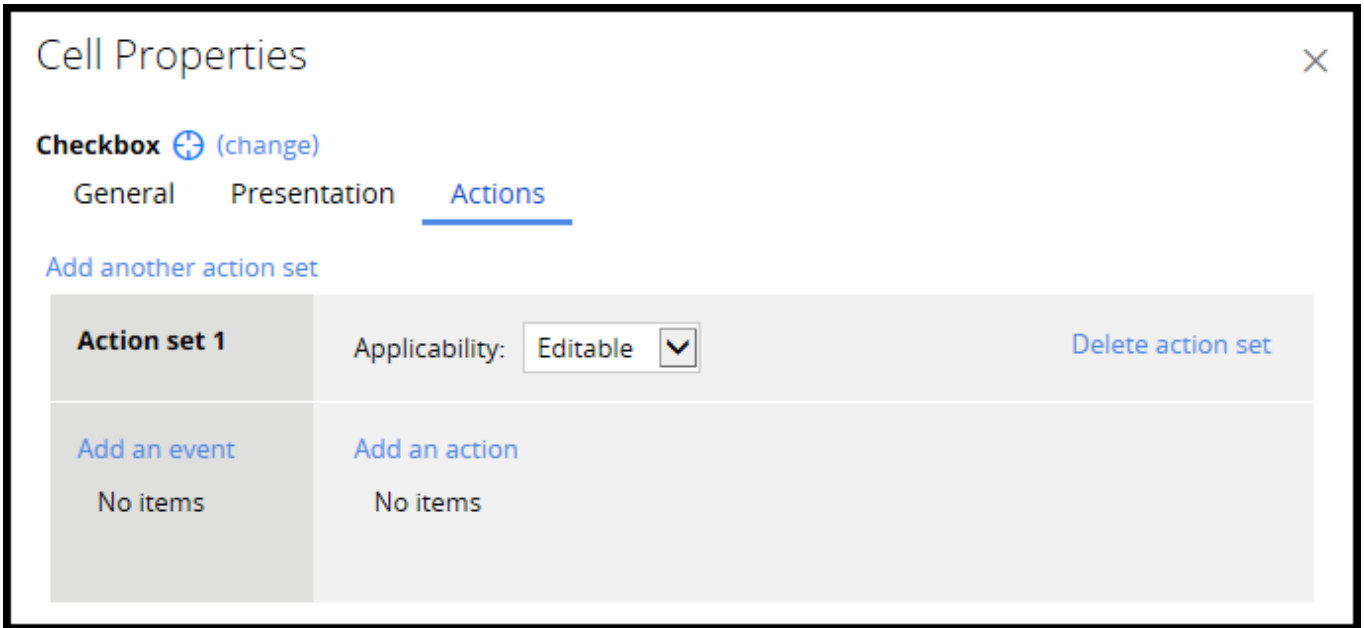 Cell Properties
Checkbox (change)
General Presentation Actions
Add another action set
Action set 1 Applicability: Editable Delete action set
Add an event Add an action
No items No items